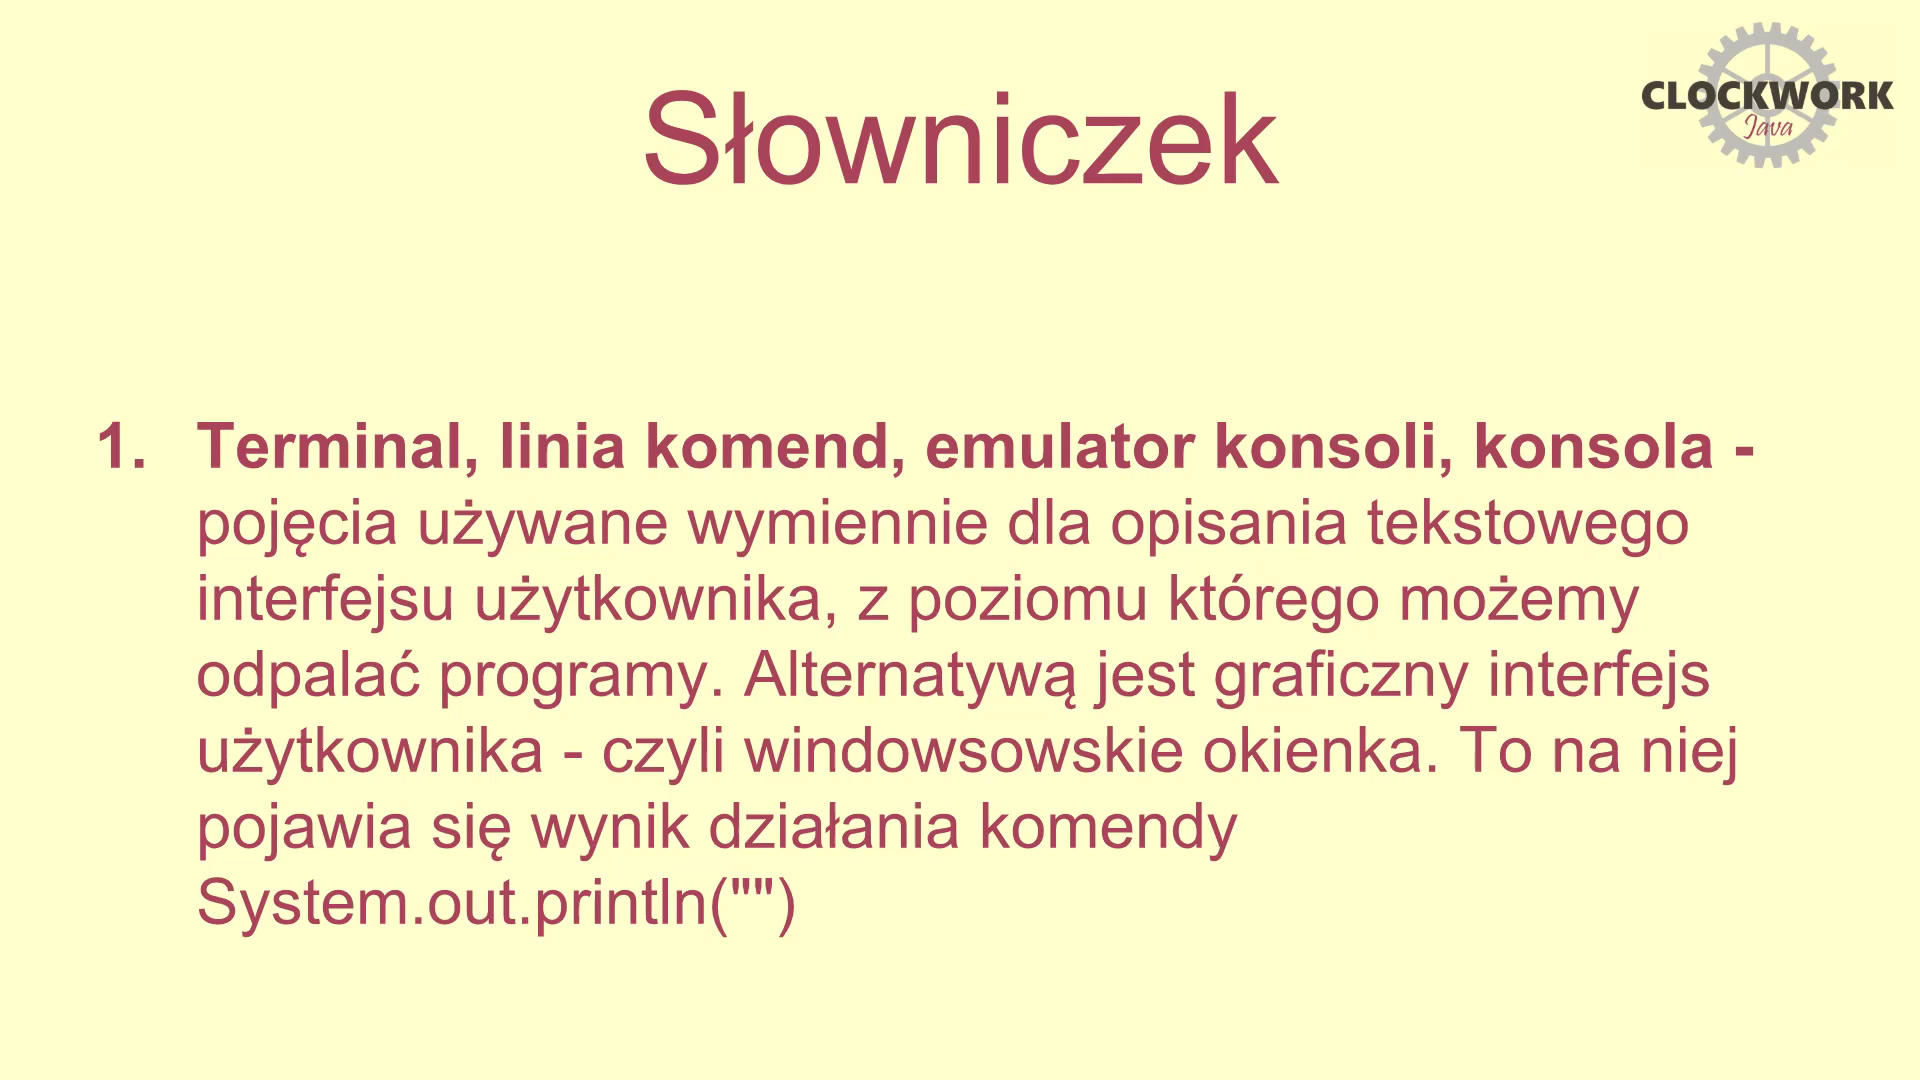 Słowniczek
CLOCKWORK
Java
1. Terminal, linia komend, emulator konsoli, konsola -
pojęcia używane wymiennie dla opisania tekstowego
interfejsu użytkownika, z poziomu którego możemy
odpalać programy. Alternatywą jest graficzny interfejs
użytkownika - czyli windowsowskie okienka. To na niej
pojawia się wynik działania komendy
System.out.println("")